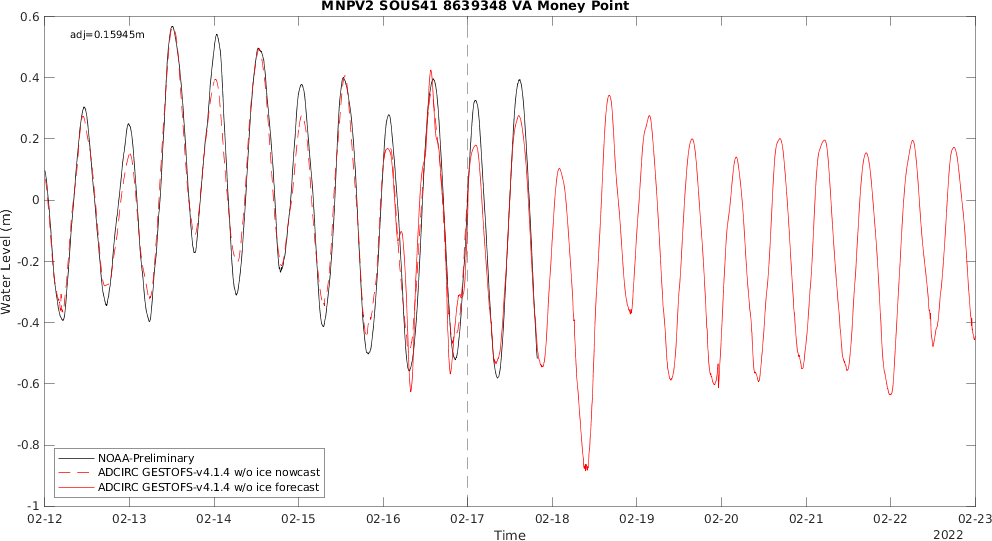 MNPV2 SOUS41 8639348 VA Money Point
adj=0.15945m
0.6
0.4
0.2
0
-0.2
-0.4
-0.6
-0.8
-1
Water Level (m)
NOAA-Preliminary
ADCIRC GESTOFS-v4.1.4 w/o ice nowcast
ADCIRC GESTOFS-v4.1.4 w/o ice forecast
02-12 02-13 02-14 02-15 02-16 02-17 02-18 02-19 02-20 02-21 02-22 02-23
Time
2022